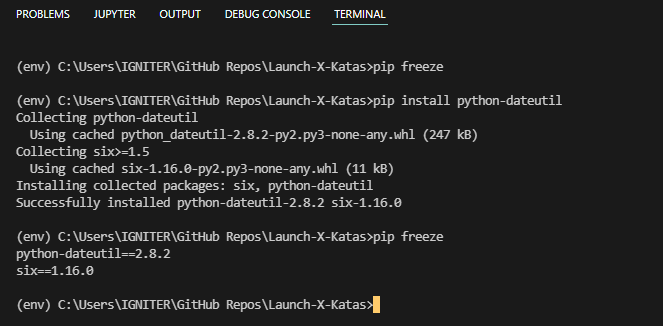 PROBLEMS JUPYTER OUTPUT DEBUG CONSOLE TERMINAL
(env) C:\Users\IGNITER\GitHub Repos\Launch-X-Katas>pip freeze
(env) C:\Users\IGNITER\GitHub Repos\Launch-X-Katas>pip install python-dateutil
Collecting python-dateutil
  Using cached python_dateutil-2.8.2-py2.py3-none-any.whl (247 kB)
Collecting six>=1.5
  Using cached six-1.16.0-py2.py3-none-any.whl (11 kB)
Installing collected packages: six, python-dateutil
Successfully installed python-dateutil-2.8.2 six-1.16.0
(env) C:\Users\IGNITER\GitHub Repos\Launch-X-Katas>pip freeze
python-dateutil==2.8.2
six==1.16.0
(env) C:\Users\IGNITER\GitHub Repos\Launch-X-Katas>